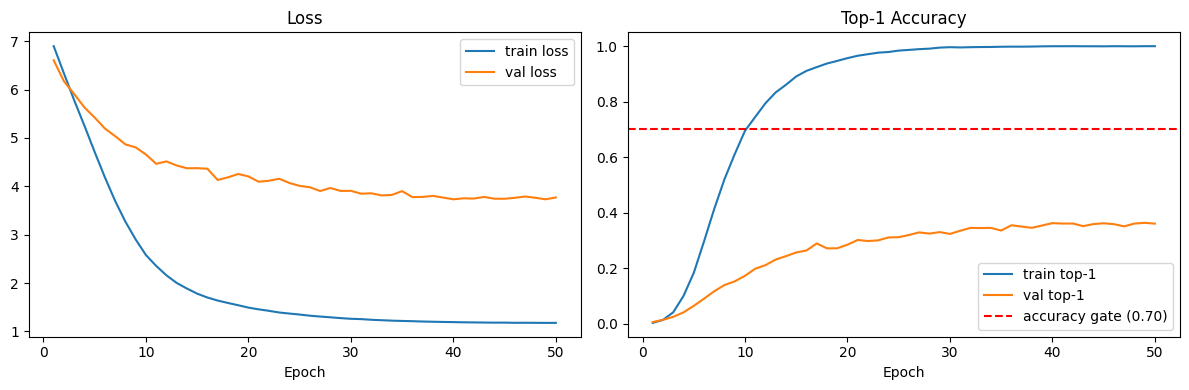 Loss
7
6
5
4
3
2
1
0
10
20
30
40
50
Epoch
train loss
val loss
Top-1 Accuracy
1.0
0.8
0.6
0.4
0.2
0.0
0
10
20
30
40
50
Epoch
train top-1
val top-1
accuracy gate (0.70)